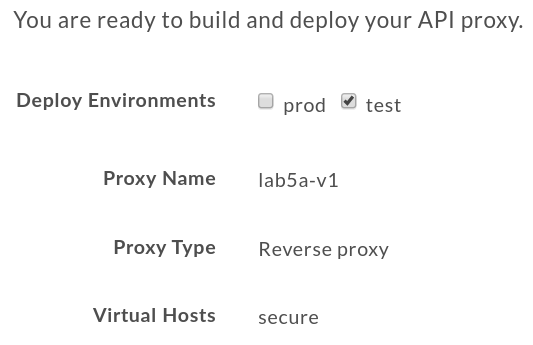 You are ready to build and deploy your API proxy.
Deploy Environments prod test
Proxy Name lab5a-v1
Proxy Type Reverse proxy
Virtual Hosts secure